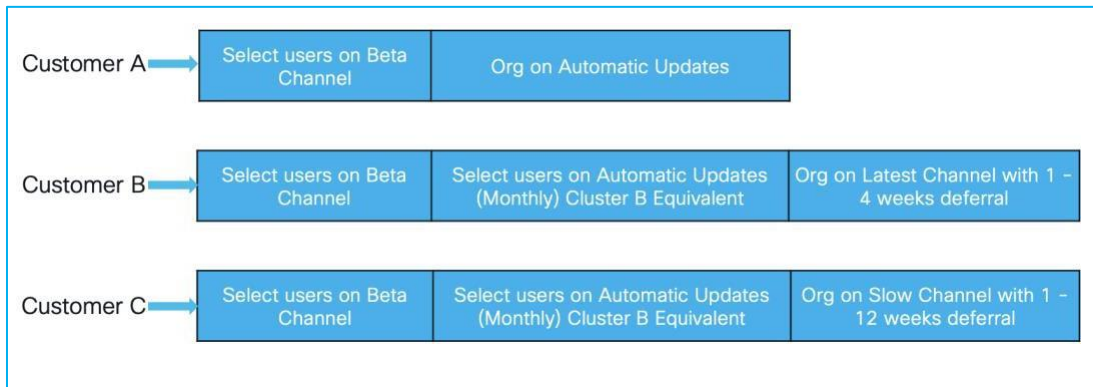 Customer A
Select users on Beta
Channel
Org on Automatic Updates
Customer B
Select users on Beta
Channel
Select users on Automatic Updates
(Monthly) Cluster B Equivalent
Org on Latest Channel with 1 –
4 weeks deferral
Customer C
Select users on Beta
Channel
Select users on Automatic Updates
(Monthly) Cluster B Equivalent
Org on Slow Channel with 1 –
12 weeks deferral